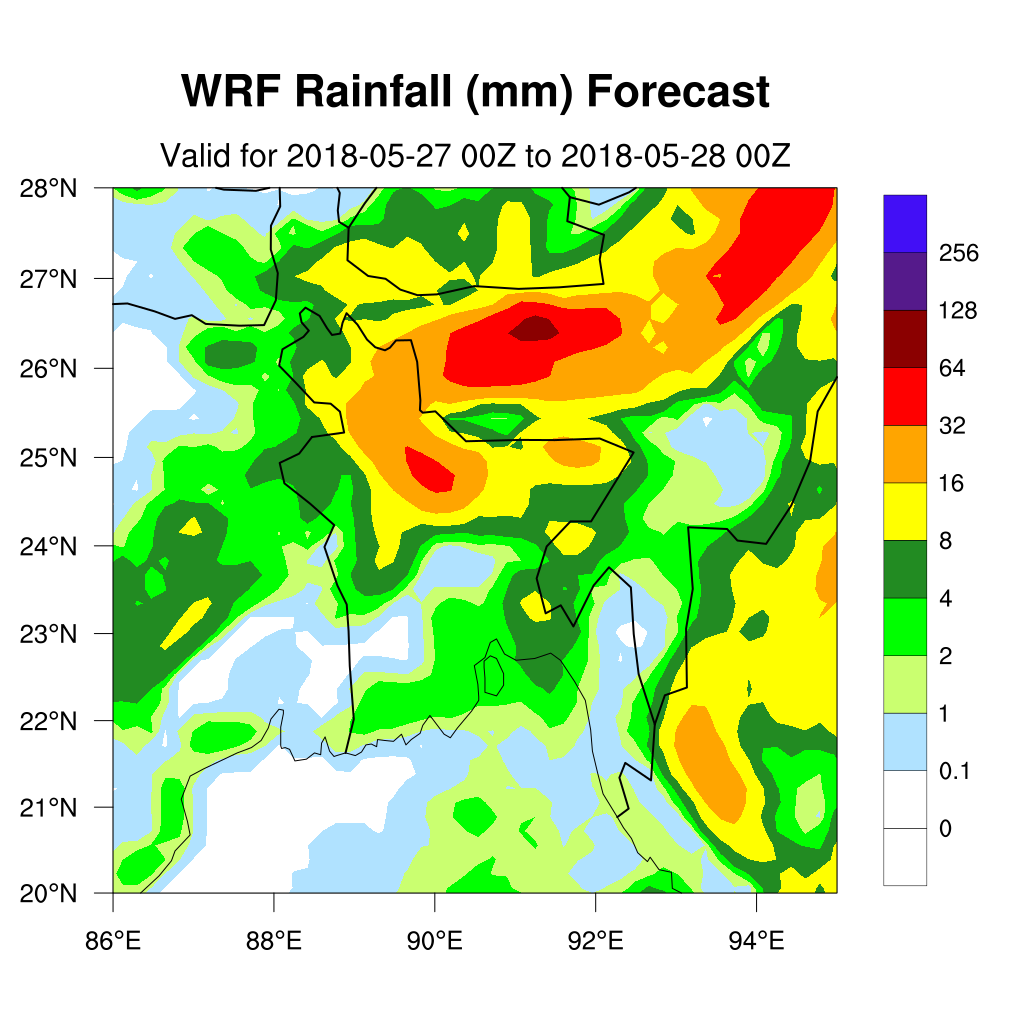 WRF Rainfall (mm) Forecast
Valid for 2018-05-27 00Z to 2018-05-28 00Z
28°N
27°N
26°N
25°N
24°N
23°N
22°N
21°N
20°N
86°E 88°E 90°E 92°E 94°E
256
128
64
32
16
8
4
2
1
0.1
0